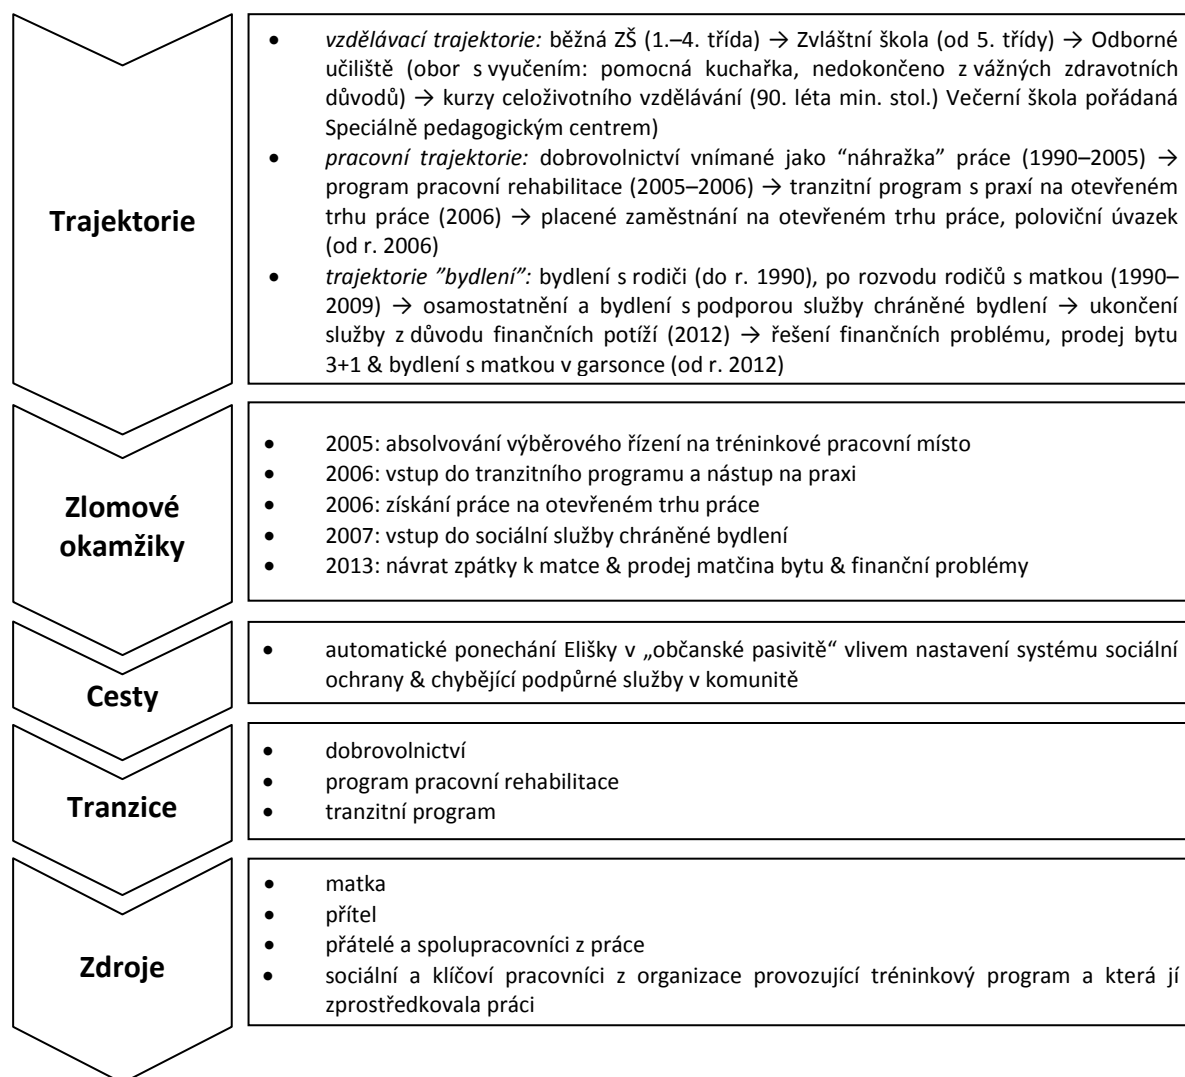 Trajektorie
• vzdělávací trajektorie: běžná ZŠ (1.–4. třída) → Zvláštní škola (od 5. třídy) → Odborné
učiliště (obor s vyučením: pomocná kuchařka, nedokončeno z vážných zdravotních
důvodů) → kurzy celoživotního vzdělávání (90. léta min. stol.) Večerní škola pořádaná
Speciálně pedagogickým centrem)
• pracovní trajektorie: dobrovolnictví vnímané jako “náhražka” práce (1990–2005) →
program pracovní rehabilitace (2005–2006) → tranzitní program s praxí na otevřeném
trhu práce (2006) → placené zaměstnání na otevřeném trhu práce, poloviční úvazek
(od r. 2006)
• trajektorie ”bydlení”: bydlení s rodiči (do r. 1990), po rozvodu rodičů s matkou (1990–
2009) → osamostatnění a bydlení s podporou služby chráněné bydlení → ukončení
služby z důvodu finančních potíží (2012) → řešení finančních problému, prodej bytu
3+1 & bydlení s matkou v garsonce (od r. 2012)
Zlomové
okamžiky
• 2005: absolvování výběrového řízení na tréninkové pracovní místo
• 2006: vstup do tranzitního programu a nástup na praxi
• 2006: získání práce na otevřeném trhu práce
• 2007: vstup do sociální služby chráněné bydlení
• 2013: návrat zpátky k matce & prodej matčina bytu & finanční problémy
Cesty
• automatické ponechání Elišky v „občanské pasivitě“ vlivem nastavení systému sociální
ochrany & chybějící podpůrné služby v komunitě
Tranzice
• dobrovolnictví
• program pracovní rehabilitace
• tranzitní program
Zdroje
• matka
• přítel
• přátelé a spolupracovníci z práce
• sociální a klíčoví pracovníci z organizace provozující tréninkový program a která jí
zprostředkovala práci